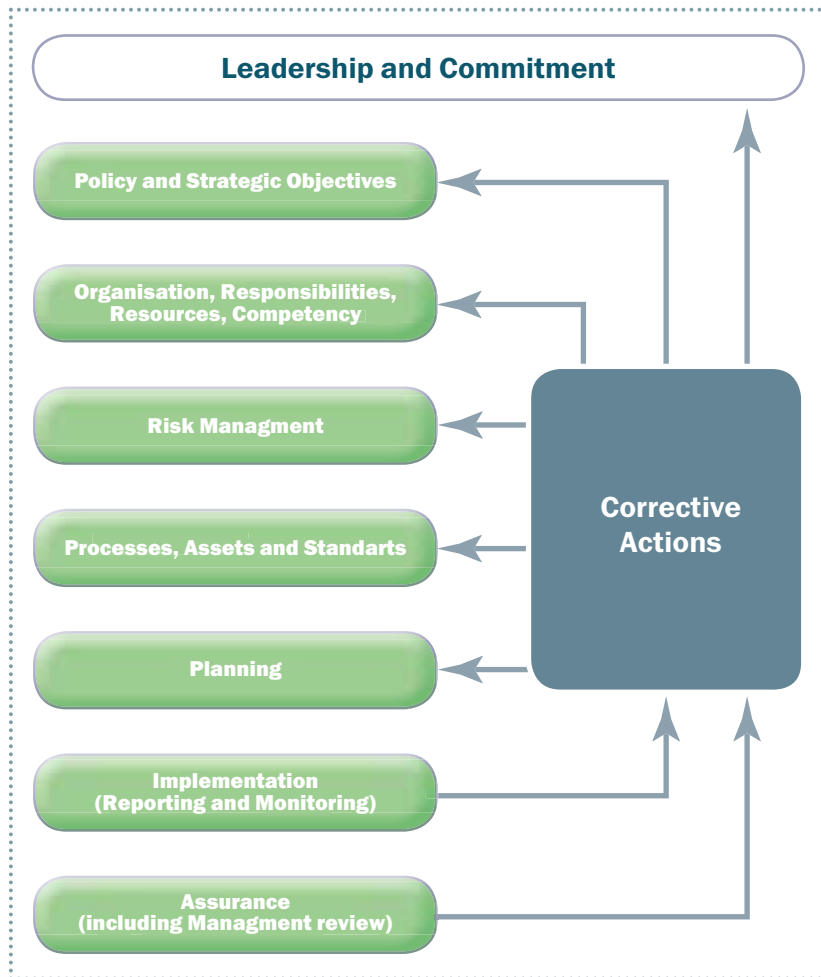 Leadership and Commitment
Policy and Strategic Objectives
Organisation, Responsibilities,
Resources, Competency
Risk Managment
Processes, Assets and Standarts
Planning
Implementation
(Reporting and Monitoring)
Assurance
(including Managment review)
Corrective
Actions